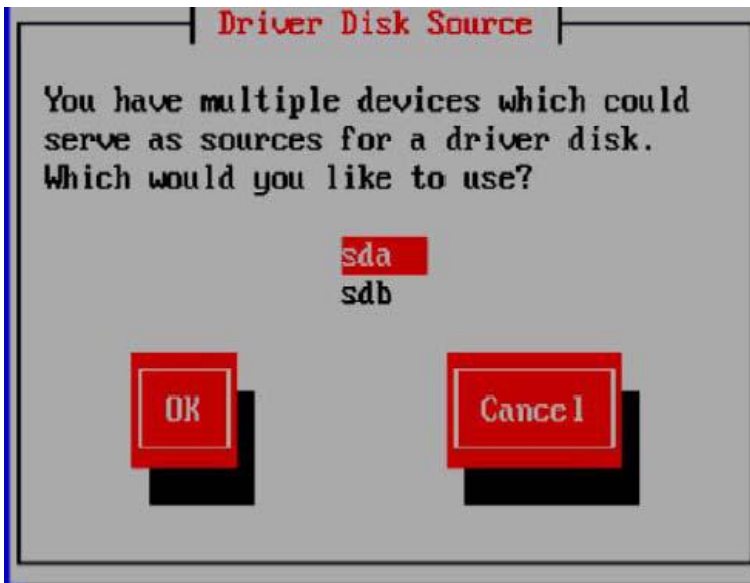 Driver Disk Source
You have multiple devices which could
serve as sources for a driver disk.
Which would you like to use?
sda
sdb
OK
Cancel